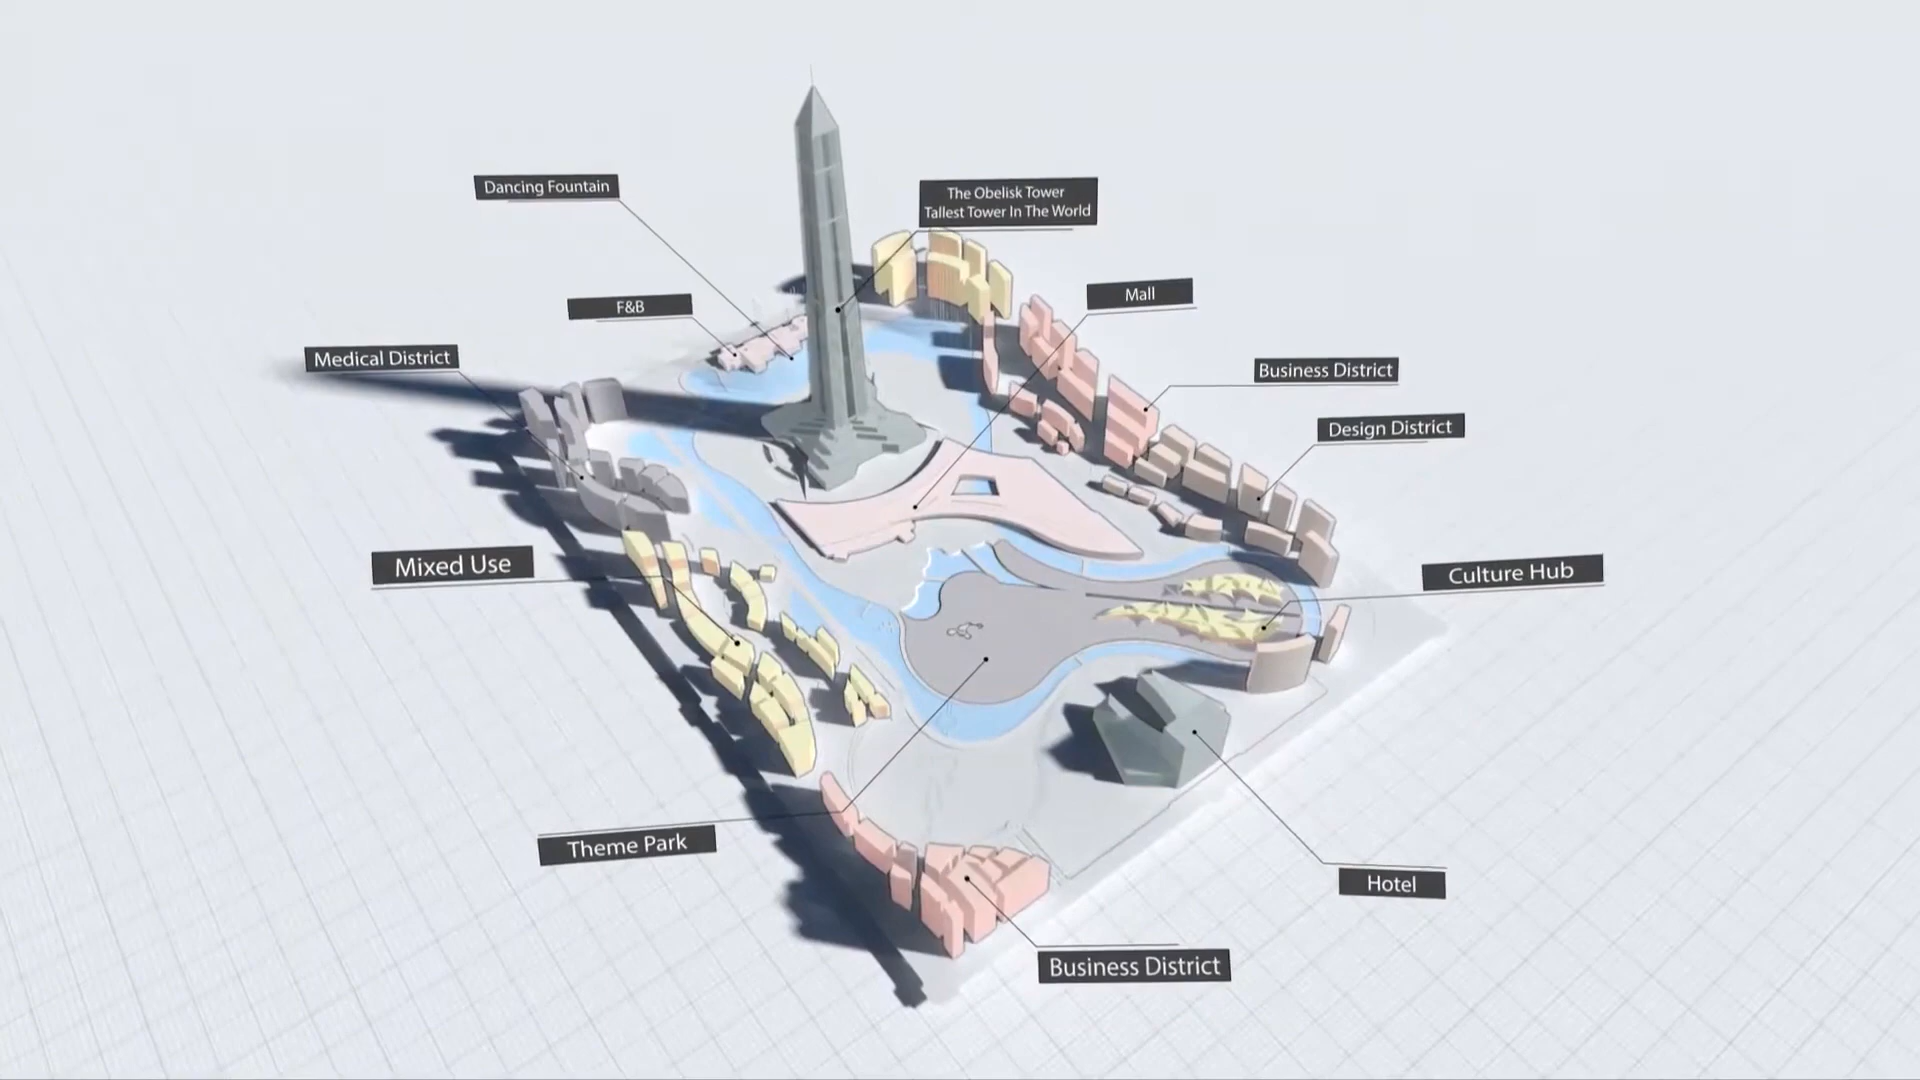 Dancing Fountain
The Obelisk Tower
Tallest Tower In The World
F&B
Mall
Medical District
Business District
Design District
Mixed Use
Culture Hub
Theme Park
Hotel
Business District